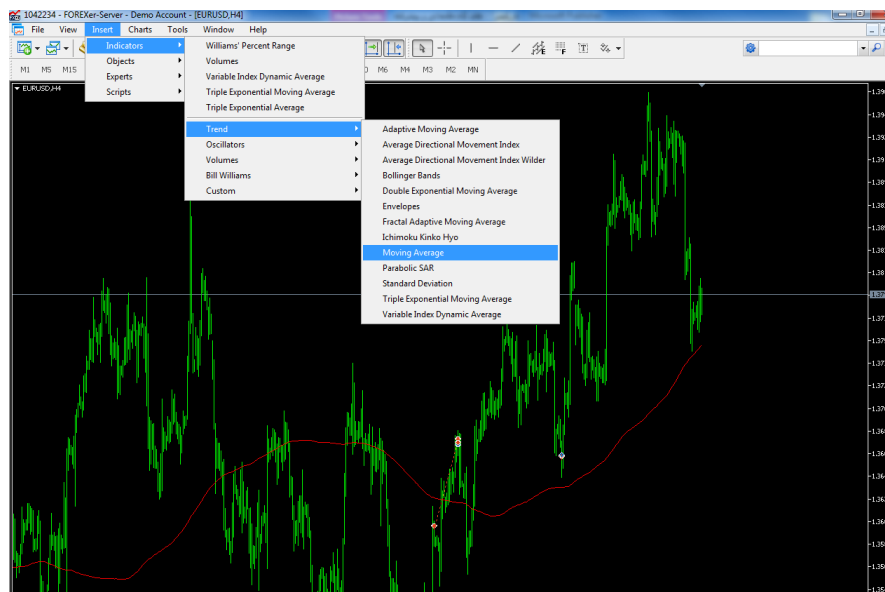 1042234 - FOREXer-Server - Demo Account - [EURUSD,H4]
File View Insert Charts Tools Window Help
M1 M5 M15 M6 M4 M3 M2 MN
EURUSD,H4
Indicators
Objects
Experts
Scripts
Williams' Percent Range
Volumes
Variable Index Dynamic Average
Triple Exponential Moving Average
Triple Exponential Average
Trend
Oscillators
Volumes
Bill Williams
Custom
Adaptive Moving Average
Average Directional Movement Index
Average Directional Movement Index Wilder
Bollinger Bands
Double Exponential Moving Average
Envelopes
Fractal Adaptive Moving Average
Ichimoku Kinko Hyo
Moving Average
Parabolic SAR
Standard Deviation
Triple Exponential Moving Average
Variable Index Dynamic Average